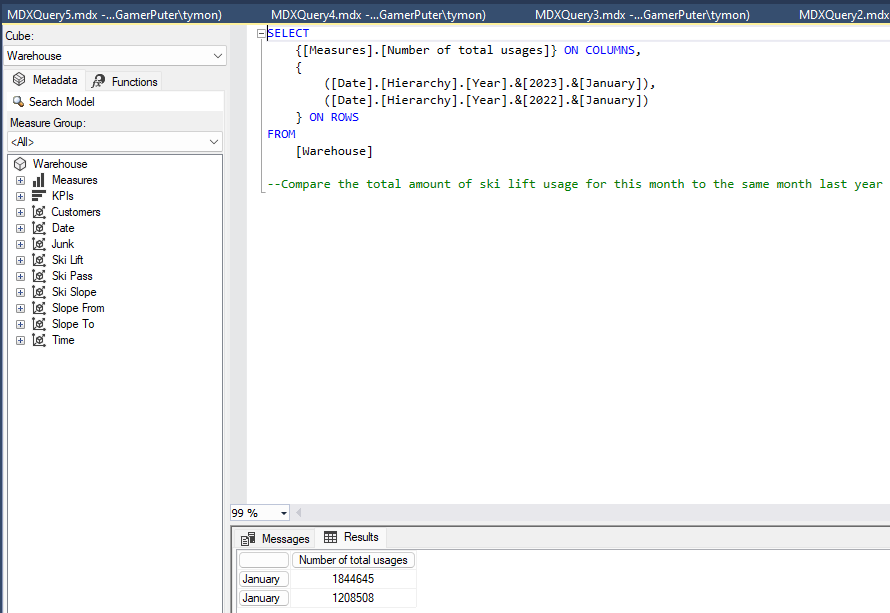 MDXQuery5.mdx -...GamerPuter\tymon)
MDXQuery4.mdx -...GamerPuter\tymon)
MDXQuery3.mdx -...GamerPuter\tymon)
MDXQuery2.mdx
Cube:
Warehouse
Metadata
Functions
Search Model
Measure Group:
<All>
Warehouse
Measures
KPIs
Customers
Date
Junk
Ski Lift
Ski Pass
Ski Slope
Slope From
Slope To
Time
SELECT
{[Measures].[Number of total usages]} ON COLUMNS,
{
([Date].[Hierarchy].[Year].&[2023].&[January]),
([Date].[Hierarchy].[Year].&[2022].&[January])
} ON ROWS
FROM
[Warehouse]
--Compare the total amount of ski lift usage for this month to the same month last year
99 %
Messages
Results
Number of total usages
January 1844645
January 1208508